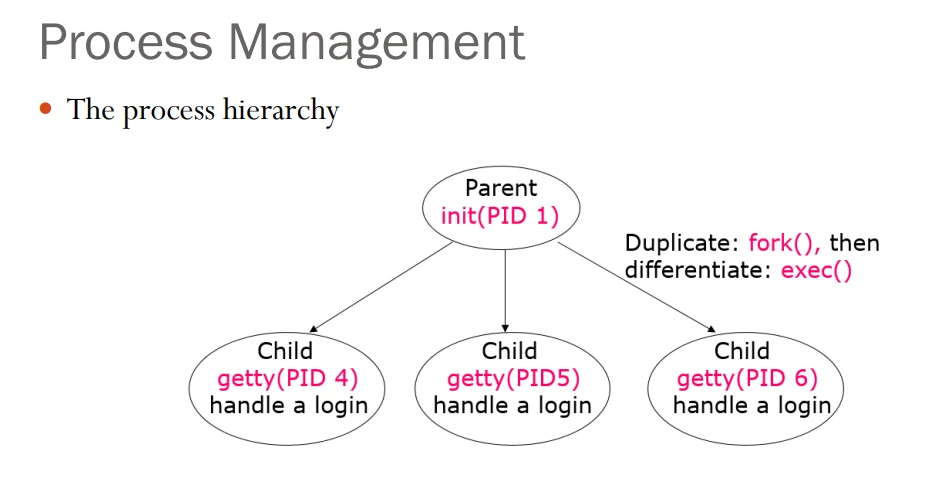 Process Management
• The process hierarchy
Parent
init(PID 1)
Duplicate: fork(), then
differentiate: exec()
Child
getty(PID 4)
handle a login
Child
getty(PID5)
handle a login
Child
getty(PID 6)
handle a login